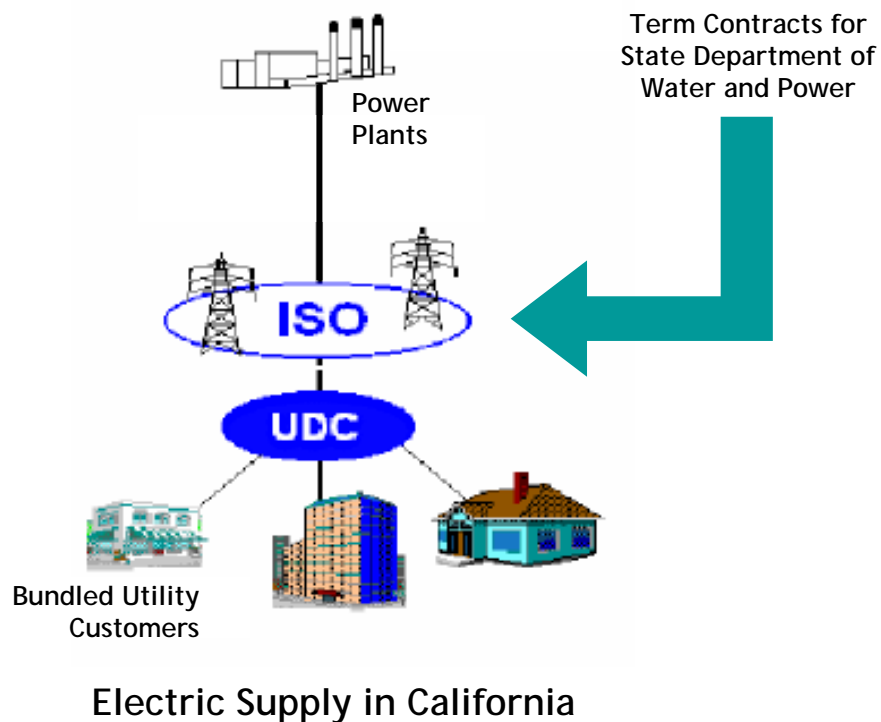 Term Contracts for
State Department of
Water and Power
Power
Plants
ISO
UDC
Bundled Utility
Customers
Electric Supply in California